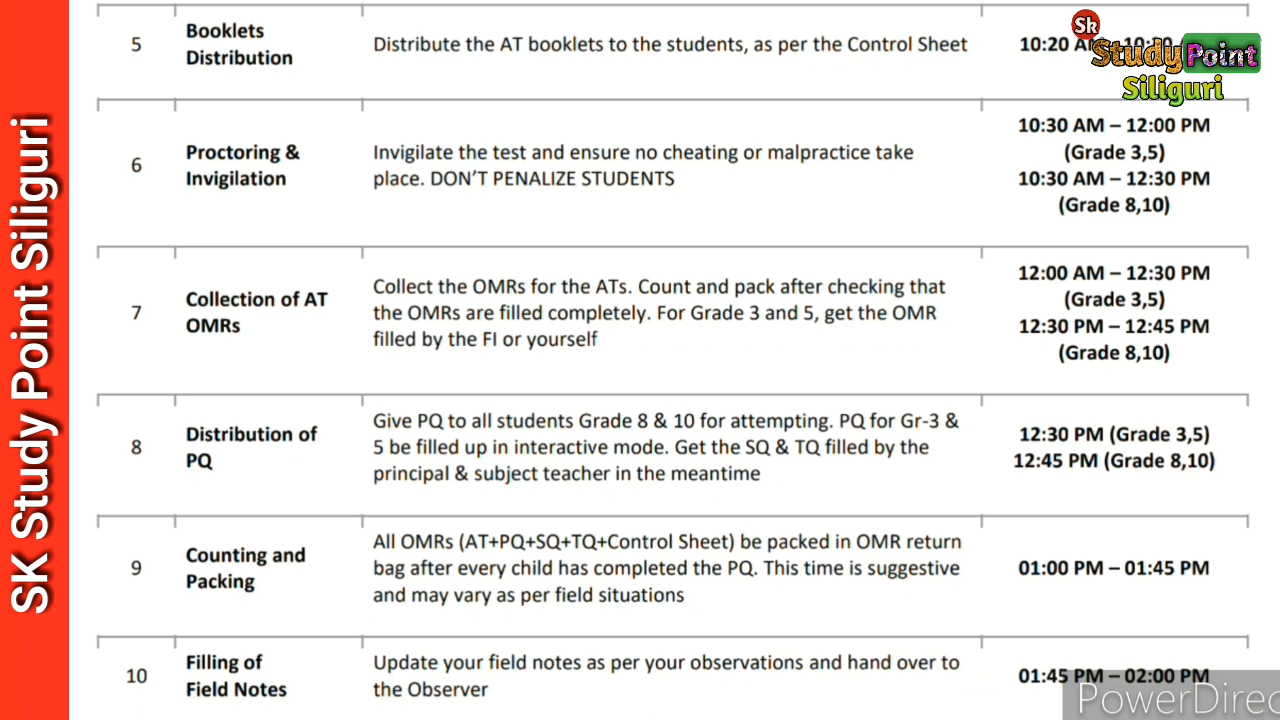 SK Study Point Siliguri
Sk
Study Point
Siliguri
5
Booklets
Distribution
Distribute the AT booklets to the students, as per the Control Sheet
10:20
6
Proctoring &
Invigilation
Invigilate the test and ensure no cheating or malpractice take
place. DON'T PENALIZE STUDENTS
10:30 AM – 12:00 PM
(Grade 3,5)
10:30 AM – 12:30 PM
(Grade 8,10)
7
Collection of AT
OMRs
Collect the OMRs for the ATs. Count and pack after checking that
the OMRs are filled completely. For Grade 3 and 5, get the OMR
filled by the FI or yourself
12:00 AM – 12:30 PM
(Grade 3,5)
12:30 PM – 12:45 PM
(Grade 8,10)
8
Distribution of
PQ
Give PQ to all students Grade 8 & 10 for attempting. PQ for Gr-3 &
5 be filled up in interactive mode. Get the SQ & TQ filled by the
principal & subject teacher in the meantime
12:30 PM (Grade 3,5)
12:45 PM (Grade 8,10)
9
Counting and
Packing
All OMRs (AT+PQ+SQ+TQ+Control Sheet) be packed in OMR return
bag after every child has completed the PQ. This time is suggestive
and may vary as per field situations
01:00 PM – 01:45 PM
10
Filling of
Field Notes
Update your field notes as per your observations and hand over to
the Observer
01:45 PM – 02:00 PM
PowerDirec